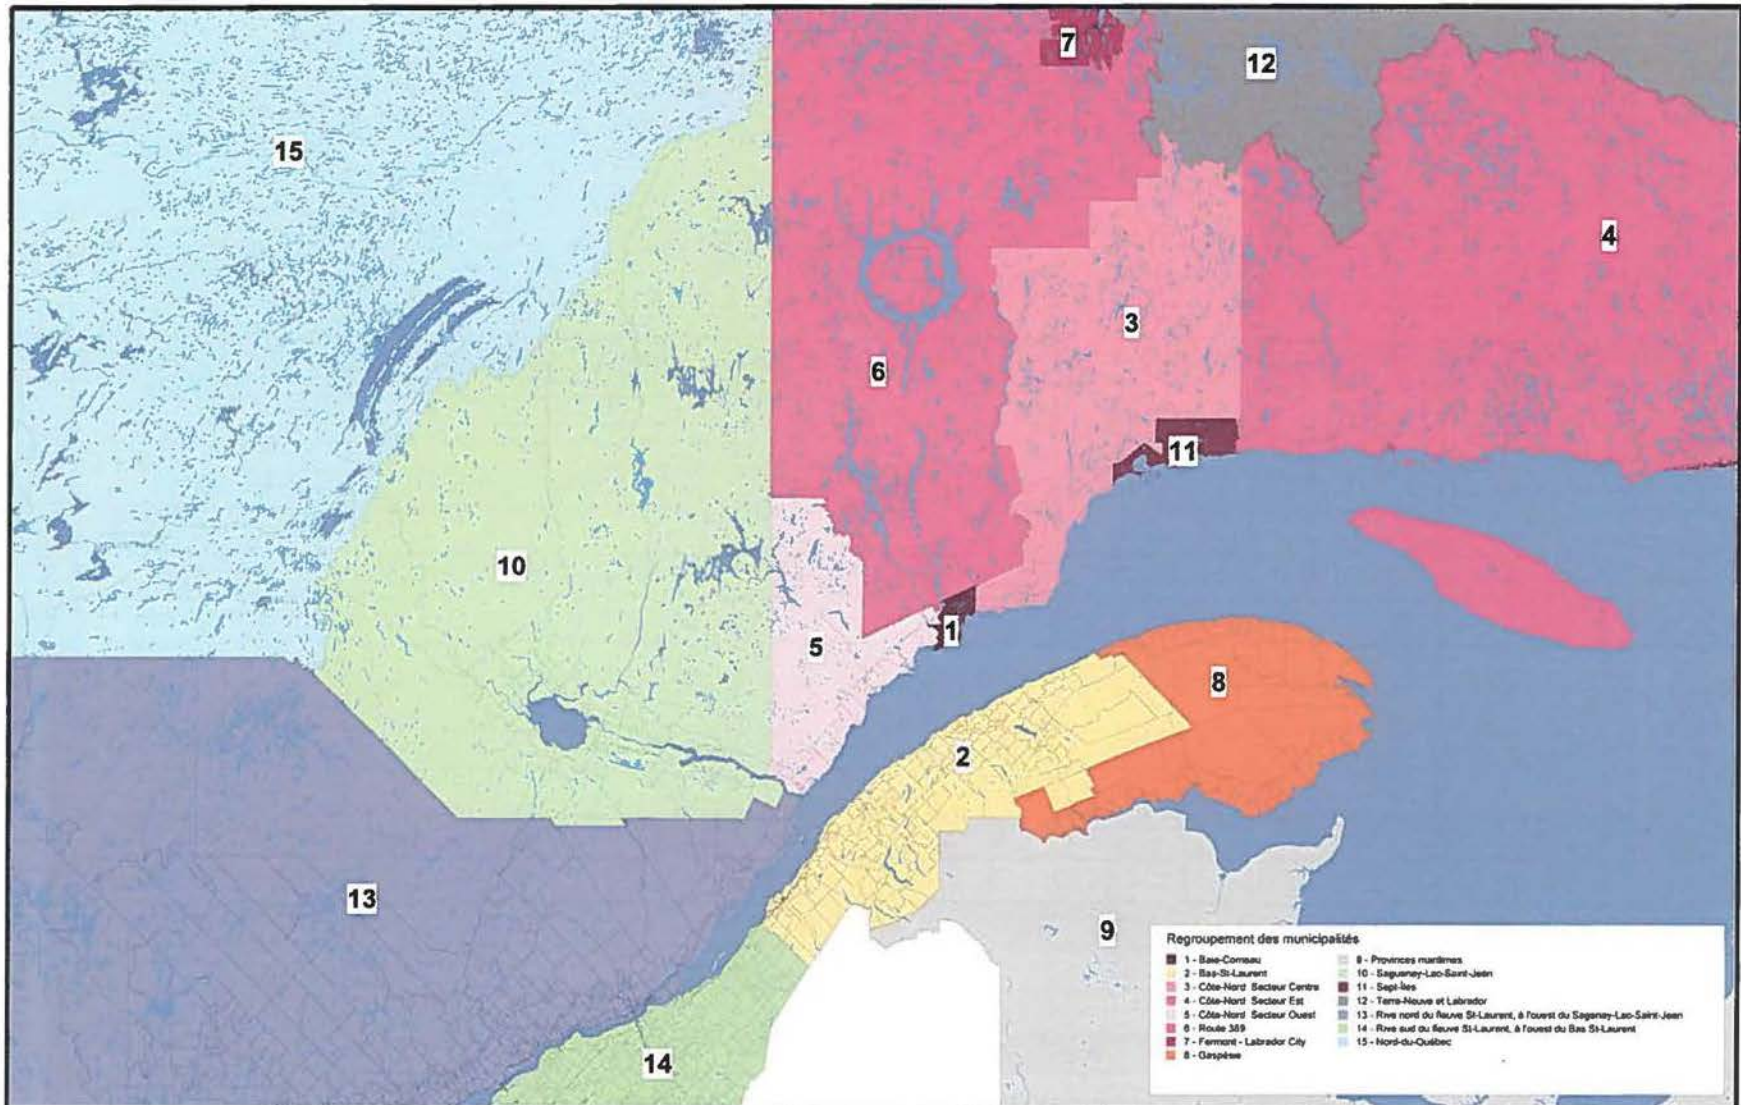 7
12
15
4
3
6
11
10
1
5
8
2
13
9
14
Regroupement des municipalités
1 - Baie-Comeau
2 - Bas-St-Laurent
3 - Côte-Nord Secteur Centre
4 - Côte-Nord Secteur Est
5 - Côte-Nord Secteur Ouest
6 - Route 389
7 - Fermont - Labrador City
8 - Gaspésie
9 - Provinces maritimes
10 - Saguenay-Lac-Saint-Jean
11 - Sept-Îles
12 - Terre-Neuve et Labrador
13 - Rive nord du fleuve St-Laurent, à l'ouest du Sagenay-Lac-Saint-Jean
14 - Rive sud du fleuve St-Laurent, à l'ouest du Bas St-Laurent
15 - Nord-du-Québec